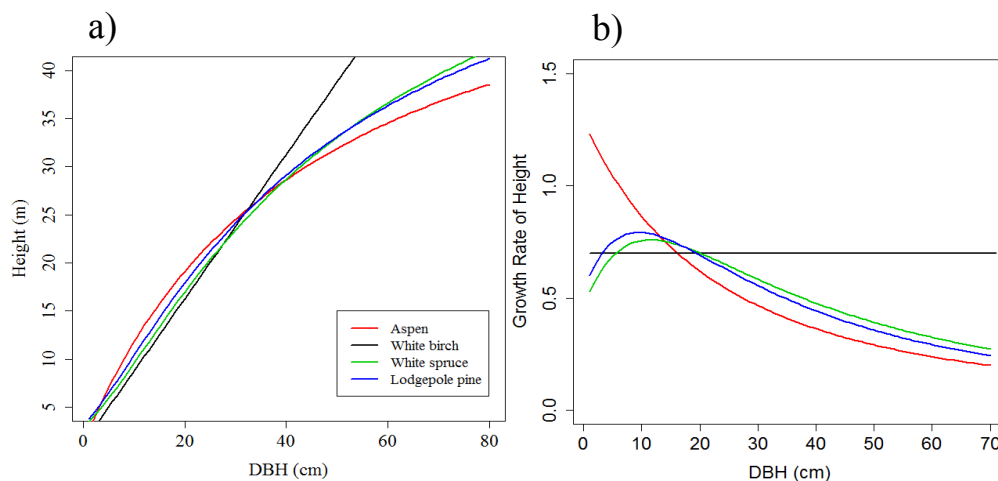 a)
Height (m)
40
35
30
25
20
15
10
5
0
20
40
60
80
DBH (cm)
Aspen
White birch
White spruce
Lodgepole pine
b)
Growth Rate of Height
1.5
1.0
0.5
0.0
0
10
20
30
40
50
60
70
DBH (cm)